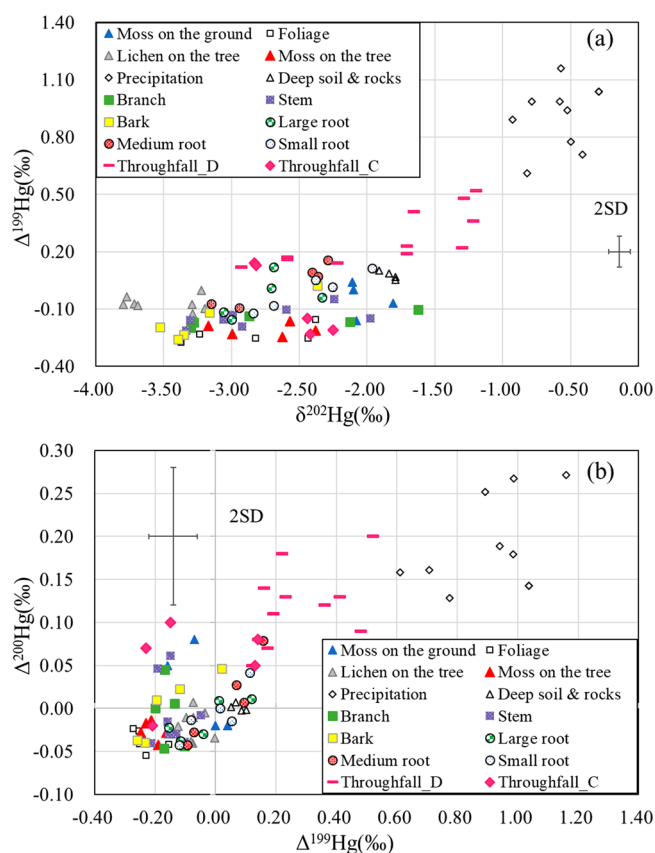 1.40
(a)
Moss on the ground Foliage
Lichen on the tree Moss on the tree
Precipitation Deep soil & rocks
Branch Stem
Bark Large root
Medium root Small root
Throughfall_D Throughfall_C
1.10
0.80
0.50
0.20
-0.10
-0.40
Δ¹⁹⁹Hg(‰)
2SD
-4.00 -3.50 -3.00 -2.50 -2.00 -1.50 -1.00 -0.50 0.00
δ²⁰²Hg(‰)
0.30
(b)
2SD
0.25
0.20
0.15
0.10
0.05
0.00
-0.05
-0.10
Δ²⁰⁰Hg(‰)
Moss on the ground Foliage
Lichen on the tree Moss on the tree
Precipitation Deep soil & rocks
Branch Stem
Bark Large root
Medium root Small root
Throughfall_D Throughfall_C
-0.40 -0.20 0.00 0.20 0.40 0.60 0.80 1.00 1.20 1.40
Δ¹⁹⁹Hg(‰)